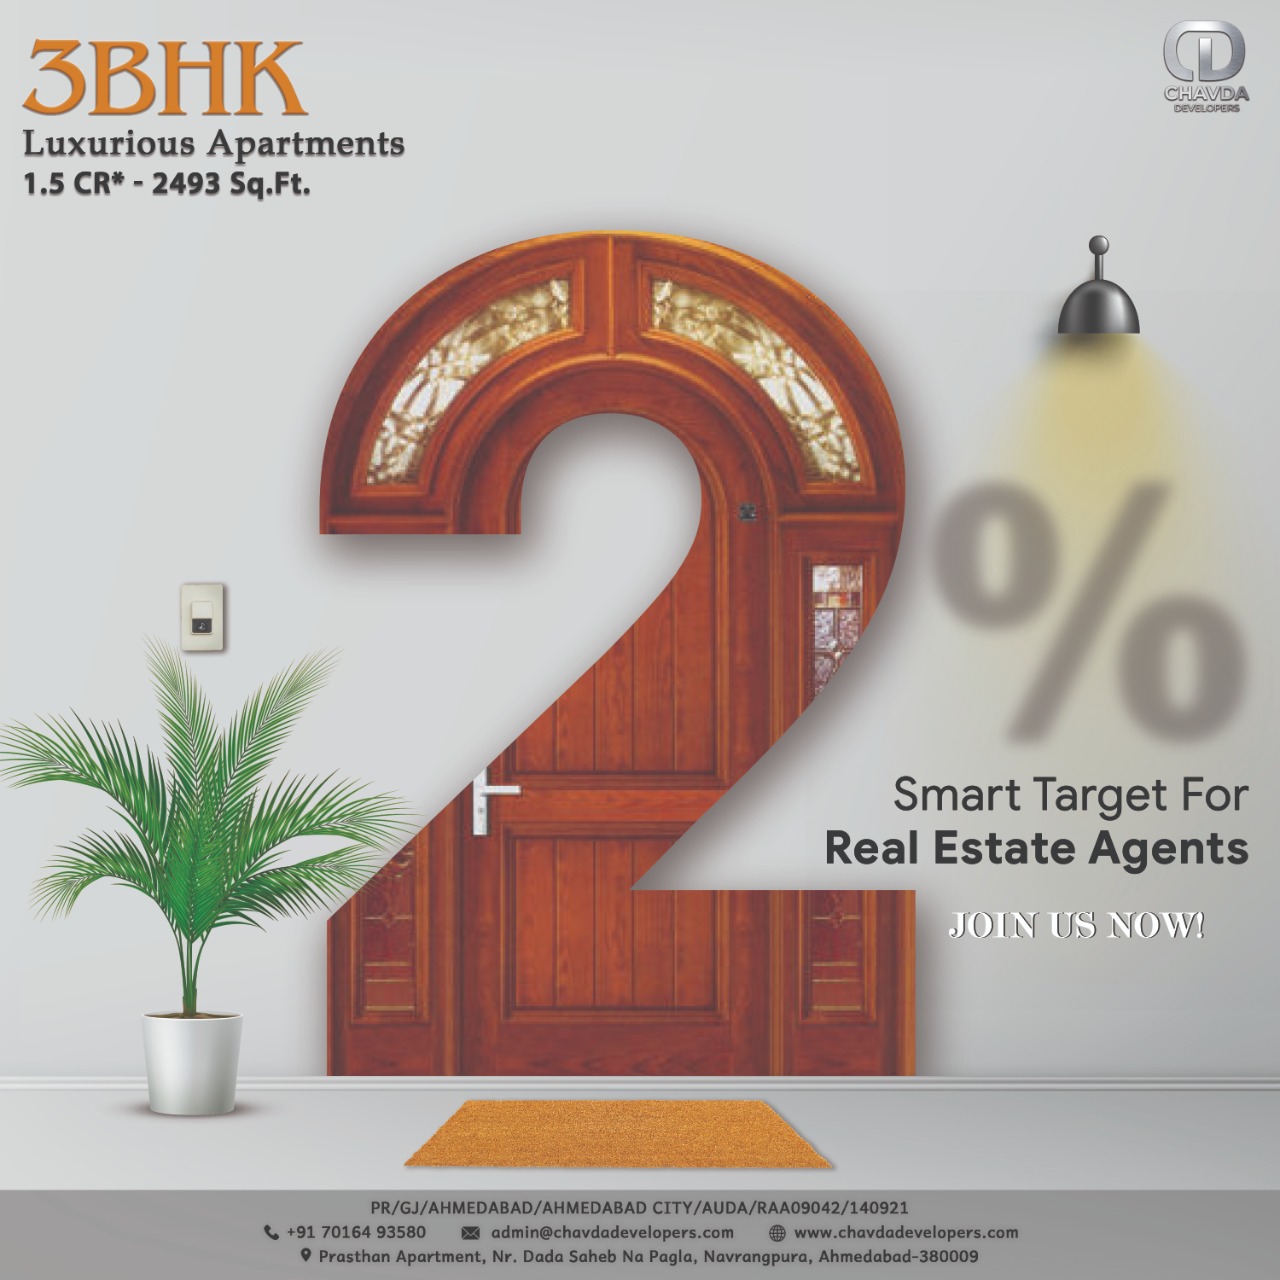 3BHK
Luxurious Apartments
1.5 CR* - 2493 Sq.Ft.
CHAVDA
DEVELOPERS
2%
Smart Target For
Real Estate Agents
JOIN US NOW!
PR/GJ/AHMEDABAD/AHMEDABAD CITY/AUDA/RAA09042/140921
+91 70164 93580 admin@chavdadevelopers.com www.chavdadevelopers.com
Prasthan Apartment, Nr. Dada Saheb Na Pagla, Navrangpura, Ahmedabad-380009